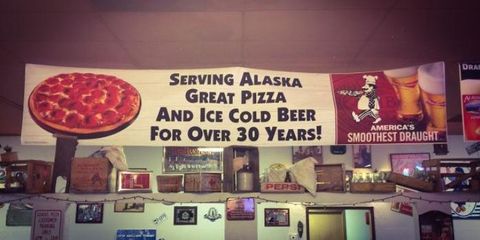 SERVING ALASKA
GREAT PIZZA
AND ICE COLD BEER
FOR OVER 30 YEARS!
AMERICA'S
SMOOTHEST DRAUGHT
PEPSI